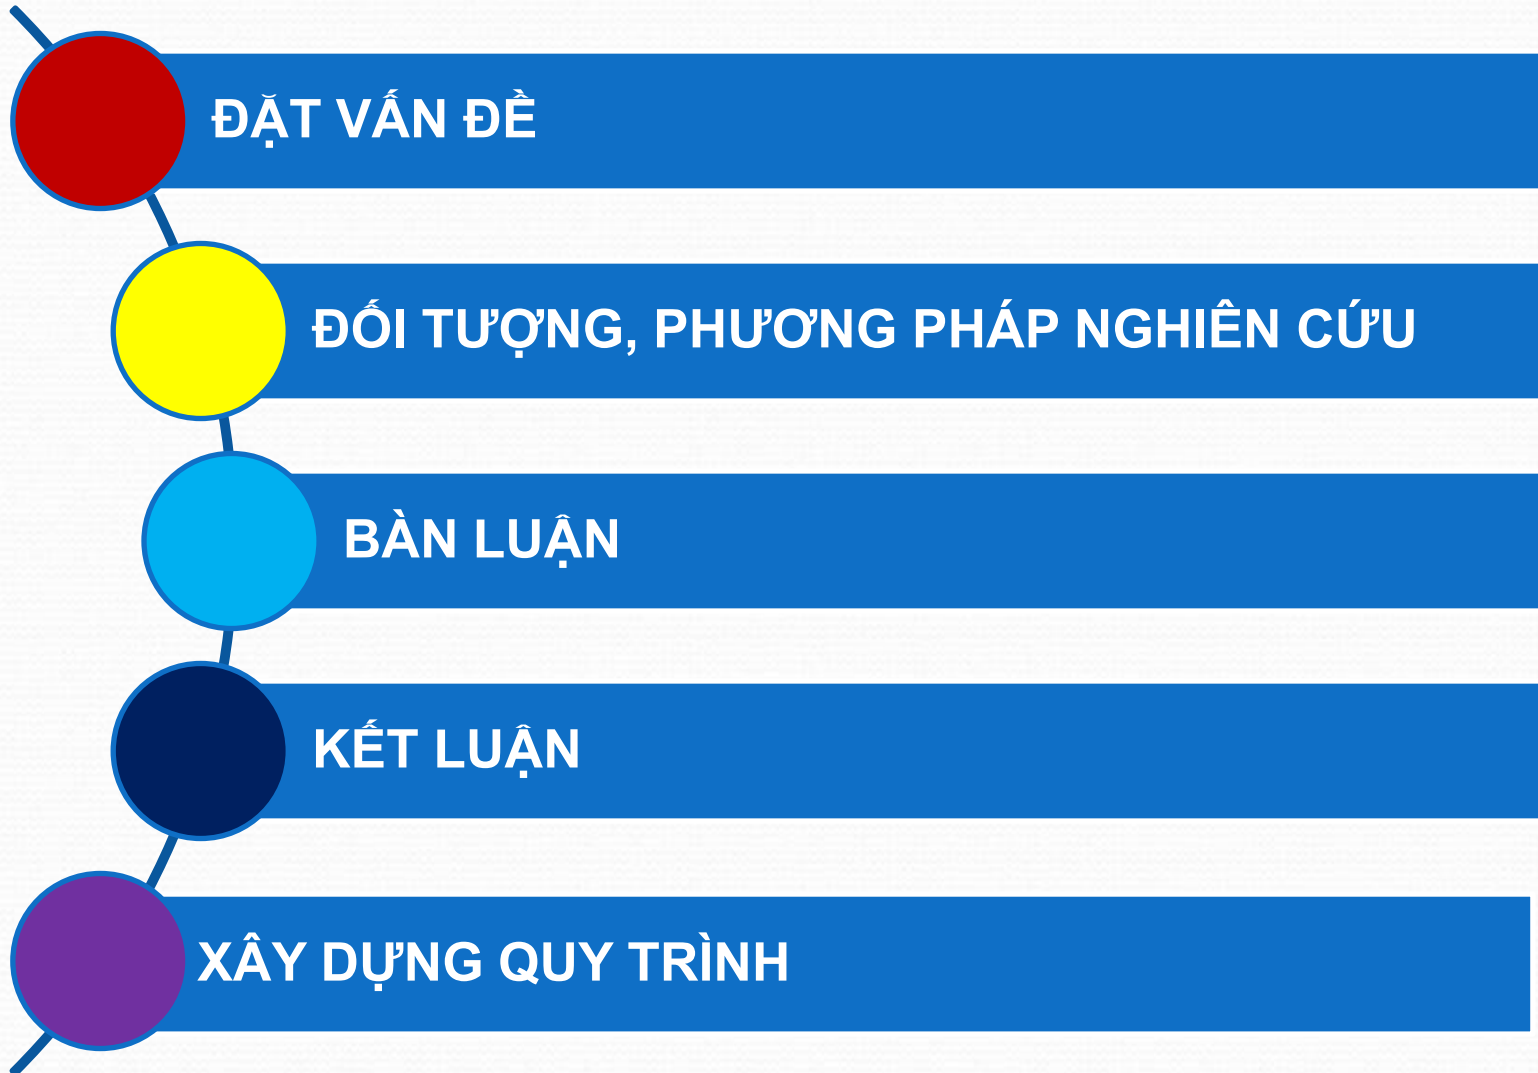 ĐẶT VẤN ĐỀ
ĐỐI TƯỢNG, PHƯƠNG PHÁP NGHIÊN CỨU
BÀN LUẬN
KẾT LUẬN
XÂY DỰNG QUY TRÌNH